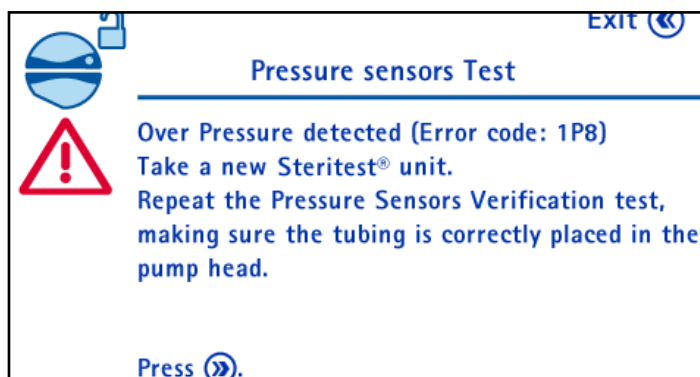 Exit
Pressure sensors Test
Over Pressure detected (Error code: 1P8)
Take a new Steritest® unit.
Repeat the Pressure Sensors Verification test,
making sure the tubing is correctly placed in the
pump head.
Press .